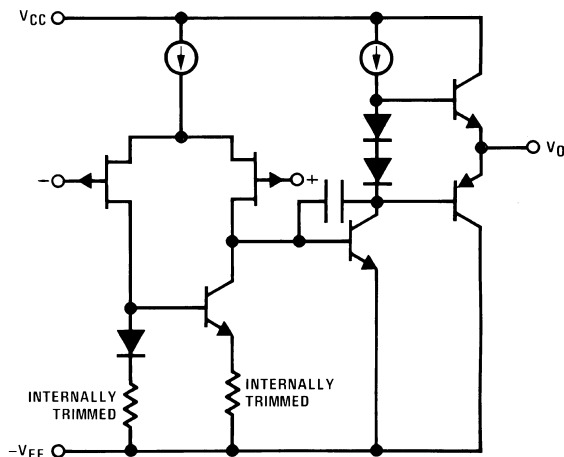 VCC
−
+
VO
INTERNALLY
TRIMMED
INTERNALLY
TRIMMED
−VEE